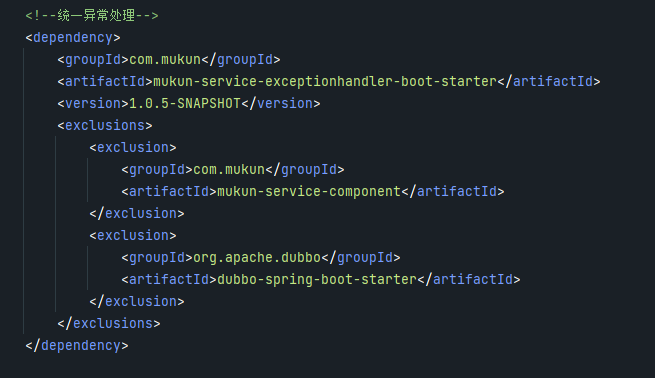 <!--统一异常处理-->
<dependency>
    <groupId>com.mukun</groupId>
    <artifactId>mukun-service-exceptionhandler-boot-starter</artifactId>
    <version>1.0.5-SNAPSHOT</version>
    <exclusions>
        <exclusion>
            <groupId>com.mukun</groupId>
            <artifactId>mukun-service-component</artifactId>
        </exclusion>
        <exclusion>
            <groupId>org.apache.dubbo</groupId>
            <artifactId>dubbo-spring-boot-starter</artifactId>
        </exclusion>
    </exclusions>
</dependency>